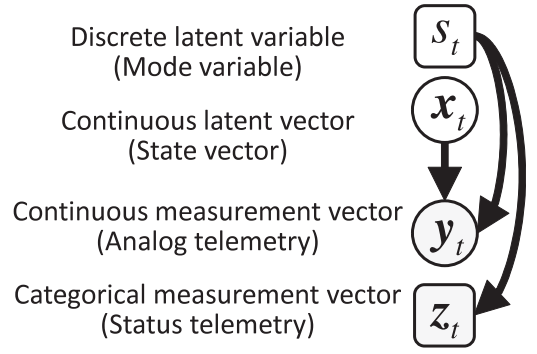 Discrete latent variable
(Mode variable)
s_t
Continuous latent vector
(State vector)
x_t
Continuous measurement vector
(Analog telemetry)
y_t
Categorical measurement vector
(Status telemetry)
z_t